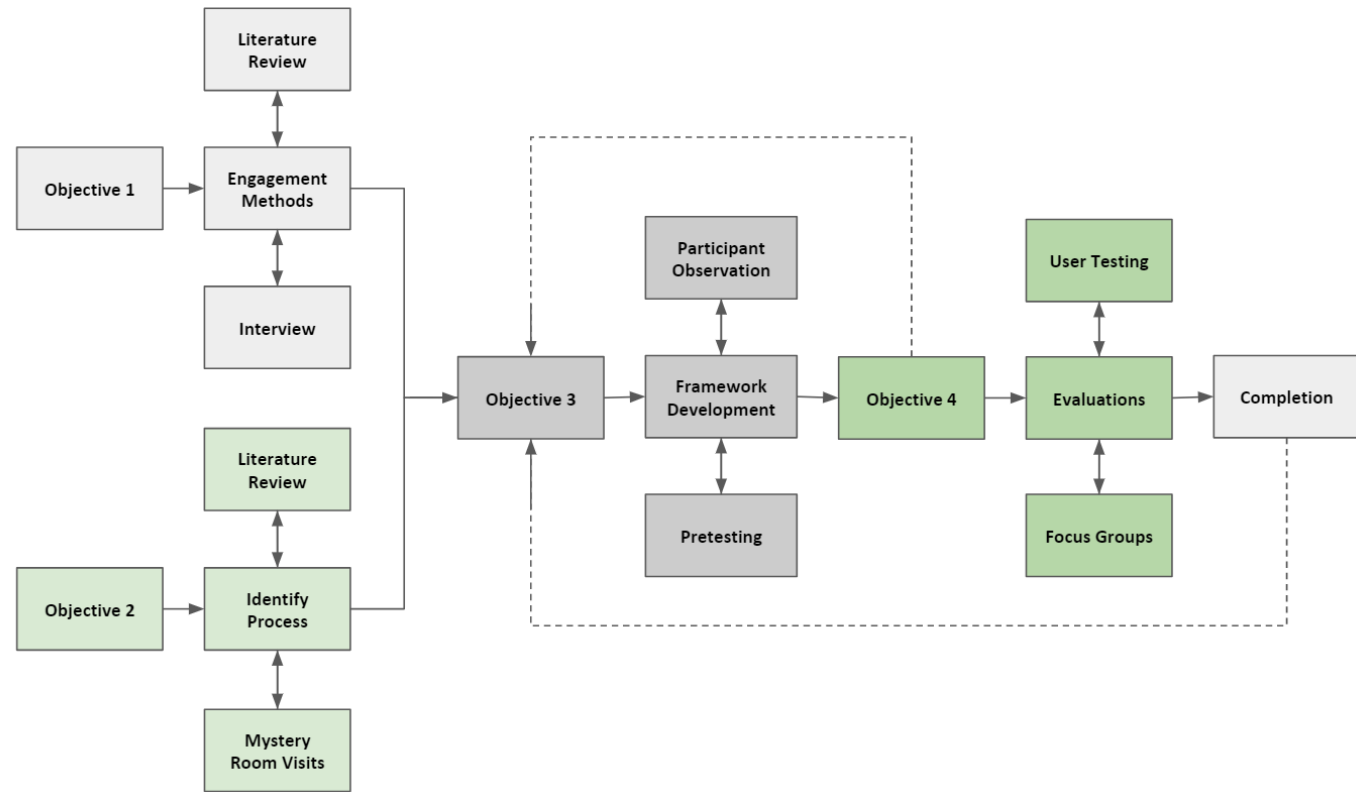 Literature
Review
Objective 1
Engagement
Methods
Interview
Literature
Review
Objective 2
Identify
Process
Mystery
Room Visits
Objective 3
Participant
Observation
Framework
Development
Pretesting
Objective 4
User Testing
Evaluations
Focus Groups
Completion